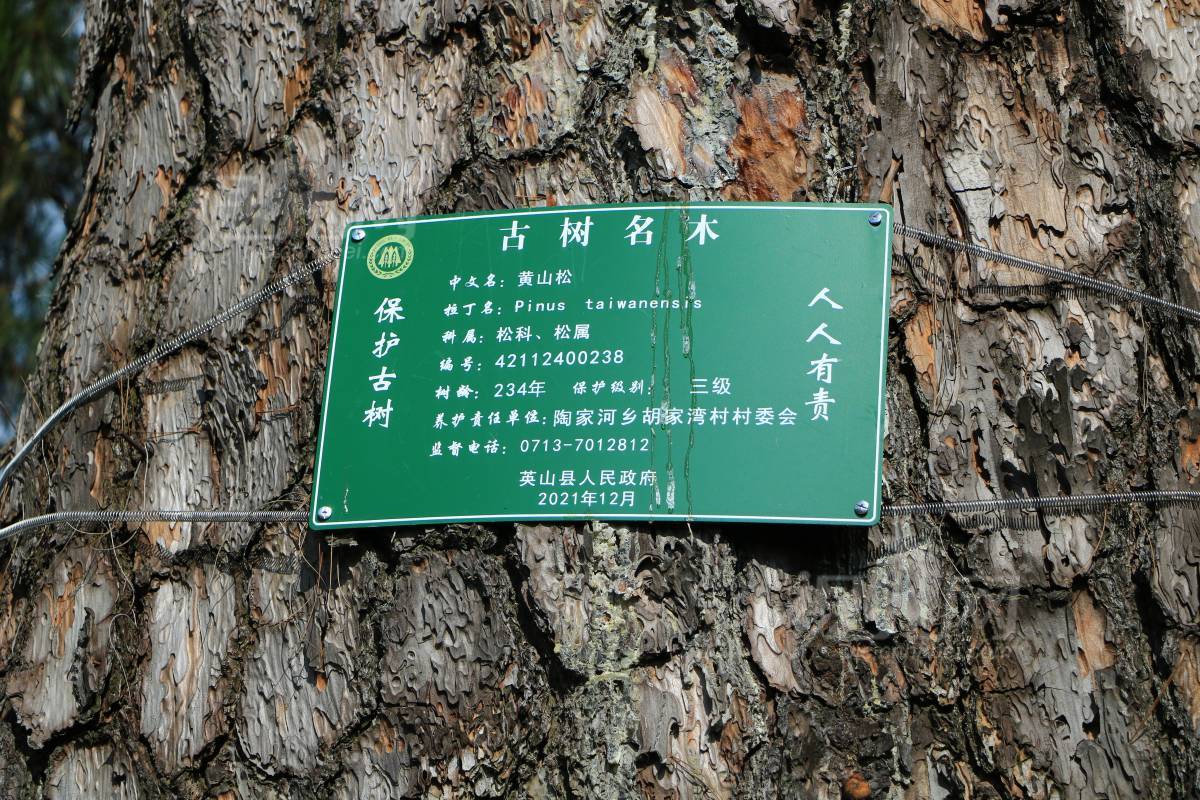 古树名木
保护古树
中文名：黄山松
拉丁名：Pinus taiwanensis
科属：松科、松属
编号：42112400238
树龄：234年 保护级别： 三级
养护责任单位：陶家河乡胡家湾村村委会
监督电话：0713-7012812
英山县人民政府
2021年12月
人人有责